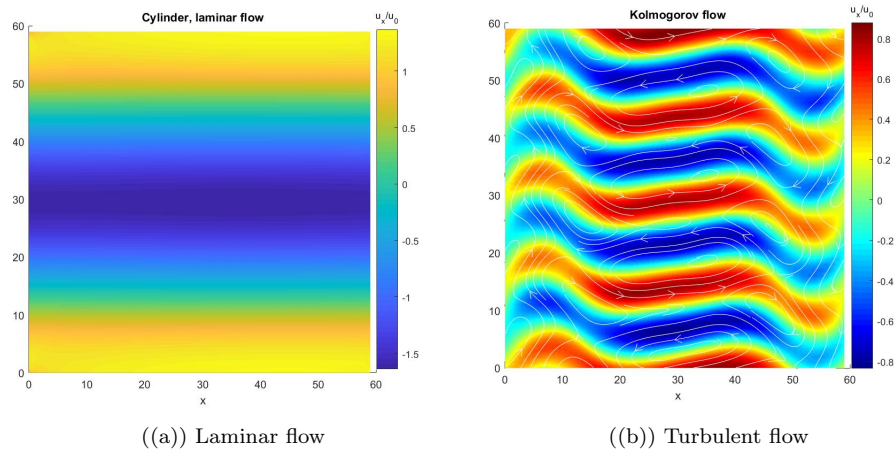 Cylinder, laminar flow
u_x/u_0
60
50
40
30
20
10
0
0 10 20 30 40 50 60
x
1
0.5
0
-0.5
-1
-1.5
((a)) Laminar flow
Kolmogorov flow
u_x/u_0
60
50
40
30
20
10
0
0 10 20 30 40 50 60
x
0.8
0.6
0.4
0.2
0
-0.2
-0.4
-0.6
-0.8
((b)) Turbulent flow